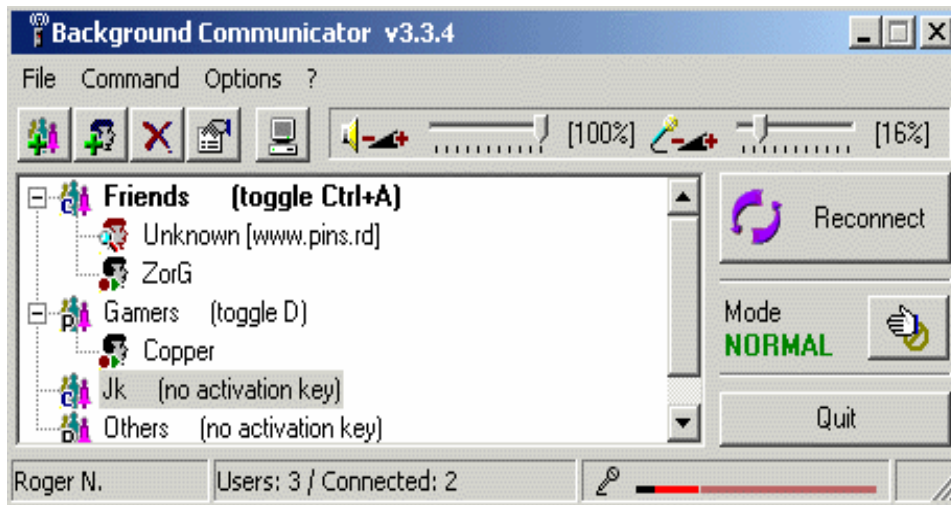 Background Communicator v3.3.4
File Command Options ?
[100%] [16%]
Friends (toggle Ctrl+A)
Unknown [www.pins.rd]
ZorG
Gamers (toggle D)
Copper
Jk (no activation key)
Others (no activation key)
Reconnect
Mode
NORMAL
Quit
Roger N. Users: 3 / Connected: 2